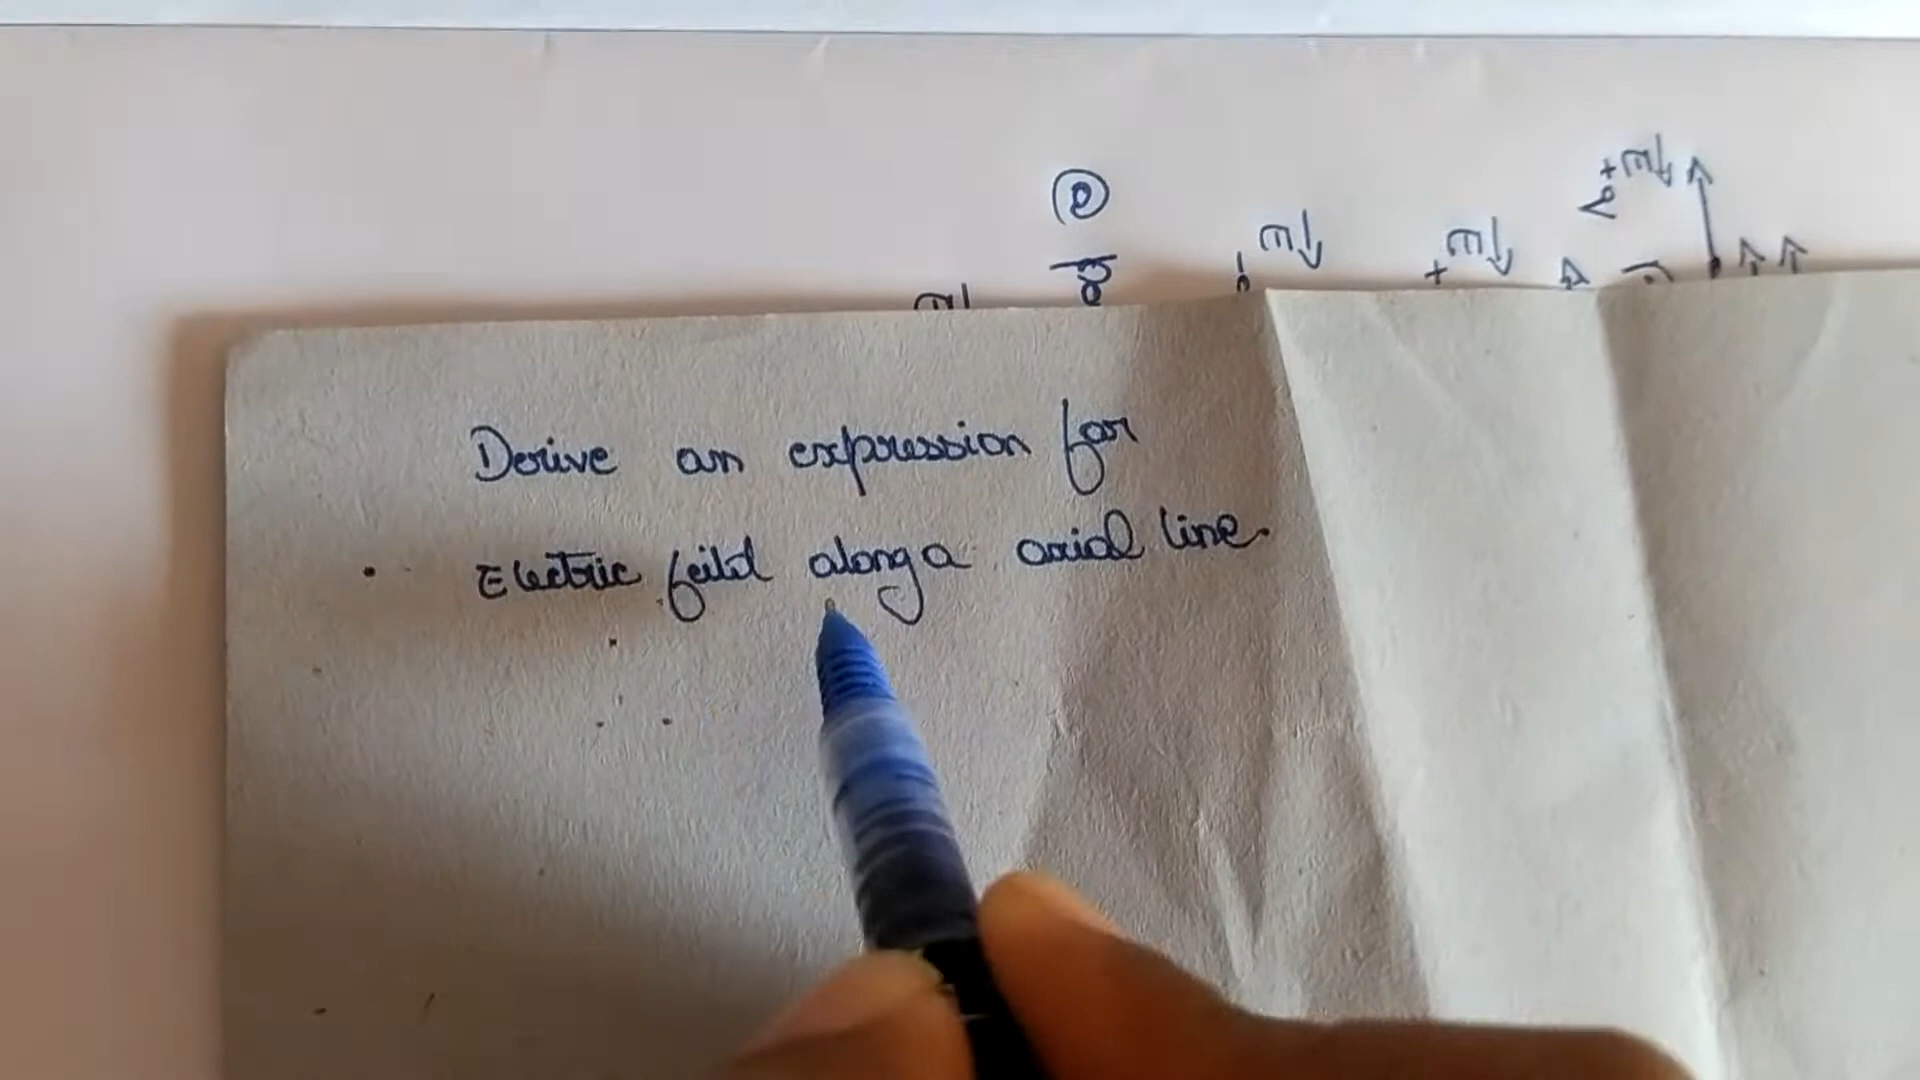 Derive an expression for
Electric feild along a axial line.